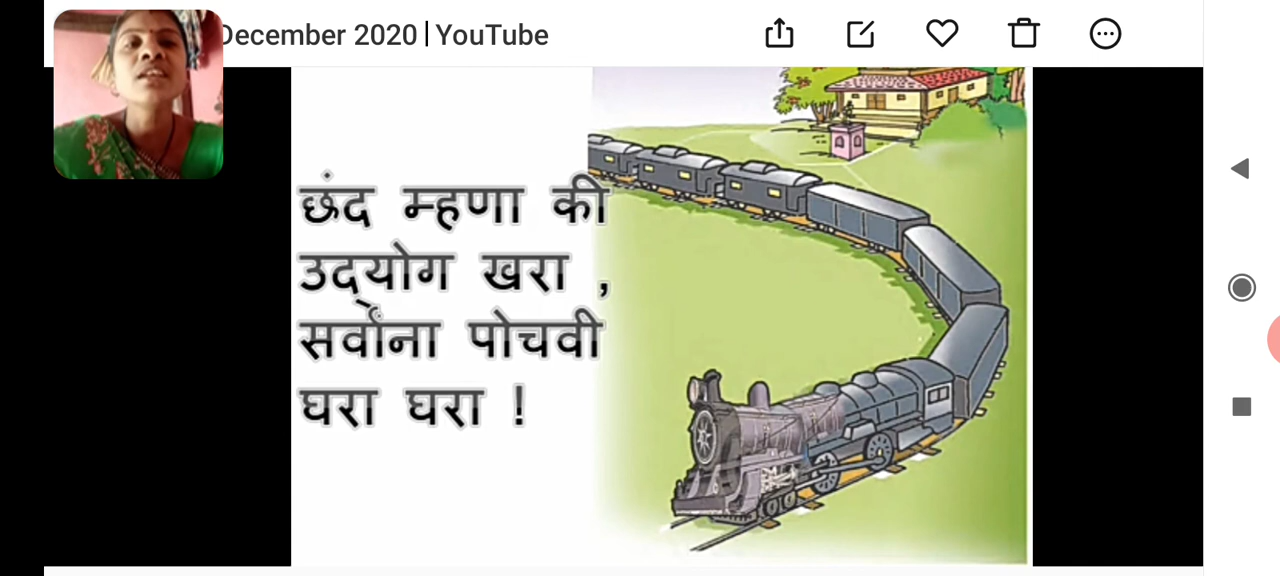 December 2020 | YouTube
छंद म्हणा की
उद्योग खरा ,
सर्वांना पोचवी
घरा घरा !